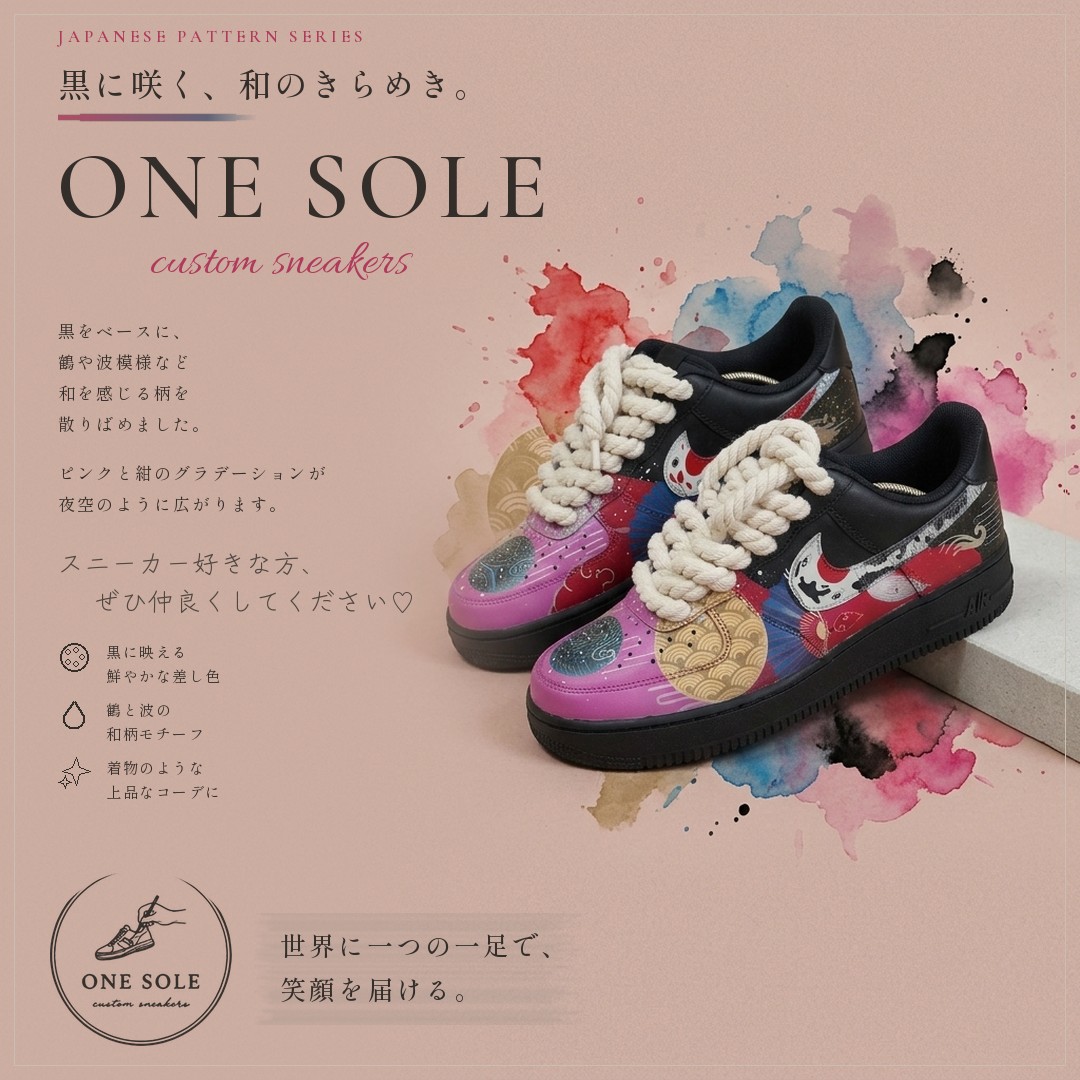 JAPANESE PATTERN SERIES
黒に咲く、和のきらめき。
ONE SOLE
custom sneakers
黒をベースに、
鶴や波模様など
和を感じる柄を
散りばめました。
ピンクと紺のグラデーションが
夜空のように広がります。
スニーカー好きな方、
ぜひ仲良くしてください♡
黒に映える
鮮やかな差し色
鶴と波の
和柄モチーフ
着物のような
上品なコーデに
AIR
ONE SOLE
custom sneakers
世界に一つの一足で、
笑顔を届ける。